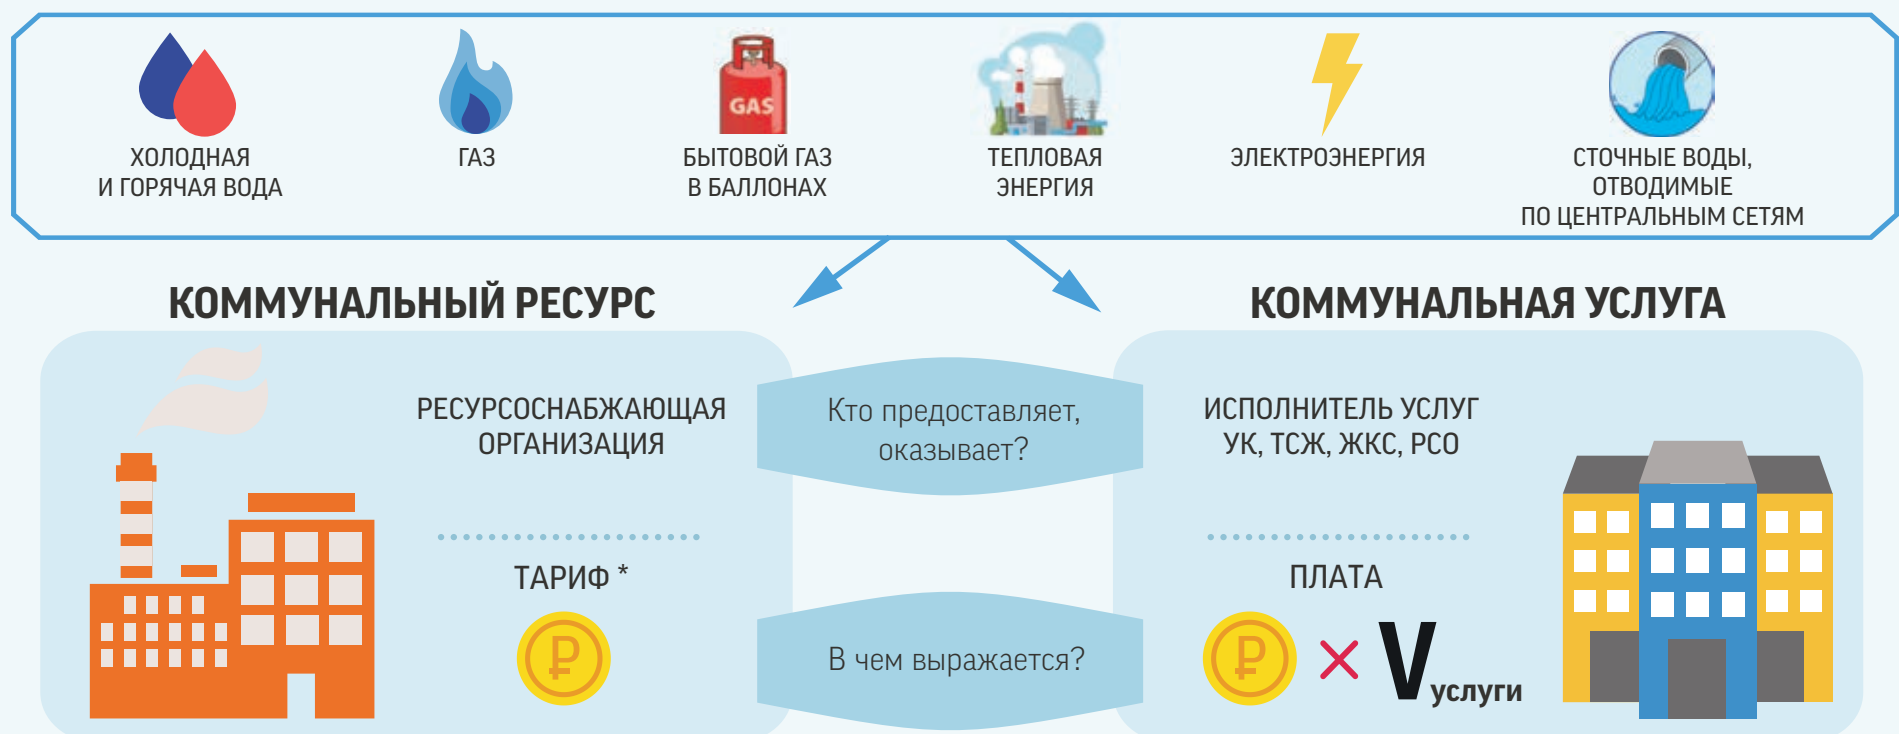 GAS
ХОЛОДНАЯ
И ГОРЯЧАЯ ВОДА
ГАЗ
БЫТОВОЙ ГАЗ
В БАЛЛОНАХ
ТЕПЛОВАЯ
ЭНЕРГИЯ
ЭЛЕКТРОЭНЕРГИЯ
СТОЧНЫЕ ВОДЫ,
ОТВОДИМЫЕ
ПО ЦЕНТРАЛЬНЫМ СЕТЯМ
КОММУНАЛЬНЫЙ РЕСУРС
КОММУНАЛЬНАЯ УСЛУГА
РЕСУРСОСНАБЖАЮЩАЯ
ОРГАНИЗАЦИЯ
Кто предоставляет,
оказывает?
ИСПОЛНИТЕЛЬ УСЛУГ
УК, ТСЖ, ЖКС, РСО
ТАРИФ *
₽
В чем выражается?
ПЛАТА
₽ × V услуги